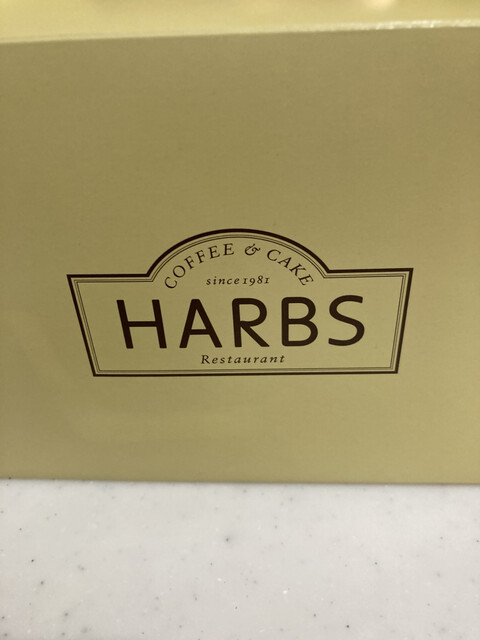 COFFEE & CAKE
since 1981
HARBS
Restaurant